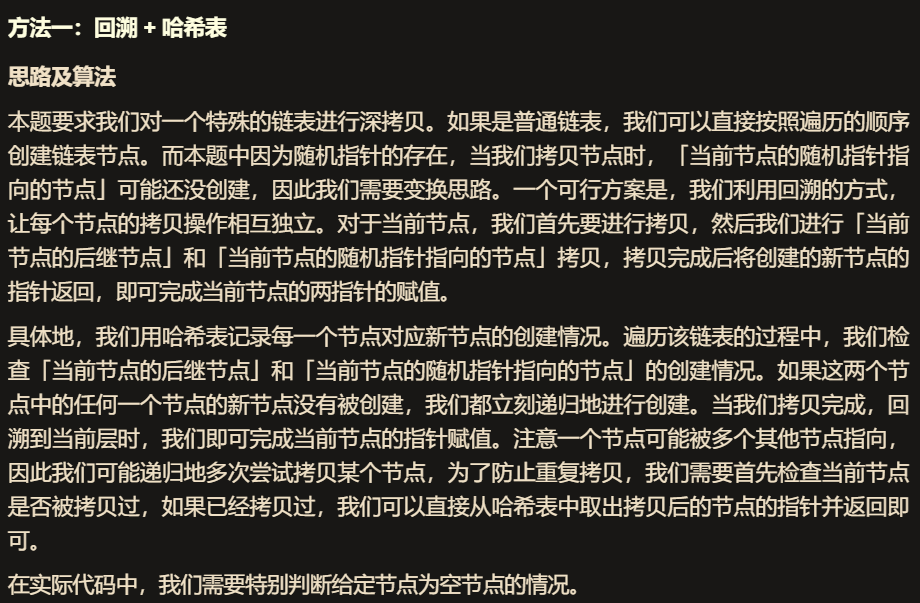 方法一：回溯 + 哈希表
思路及算法
本题要求我们对一个特殊的链表进行深拷贝。如果是普通链表，我们可以直接按照遍历的顺序
创建链表节点。而本题中因为随机指针的存在，当我们拷贝节点时，「当前节点的随机指针指
向的节点」可能还没创建，因此我们需要变换思路。一个可行方案是，我们利用回溯的方式，
让每个节点的拷贝操作相互独立。对于当前节点，我们首先要进行拷贝，然后我们进行「当前
节点的后继节点」和「当前节点的随机指针指向的节点」拷贝，拷贝完成后将创建的新节点的
指针返回，即可完成当前节点的两指针的赋值。
具体地，我们用哈希表记录每一个节点对应新节点的创建情况。遍历该链表的过程中，我们检
查「当前节点的后继节点」和「当前节点的随机指针指向的节点」的创建情况。如果这两个节
点中的任何一个节点的新节点没有被创建，我们都立刻递归地进行创建。当我们拷贝完成，回
溯到当前层时，我们即可完成当前节点的指针赋值。注意一个节点可能被多个其他节点指向，
因此我们可能递归地多次尝试拷贝某个节点，为了防止重复拷贝，我们需要首先检查当前节点
是否被拷贝过，如果已经拷贝过，我们可以直接从哈希表中取出拷贝后的节点的指针并返回即
可。
在实际代码中，我们需要特别判断给定节点为空节点的情况。